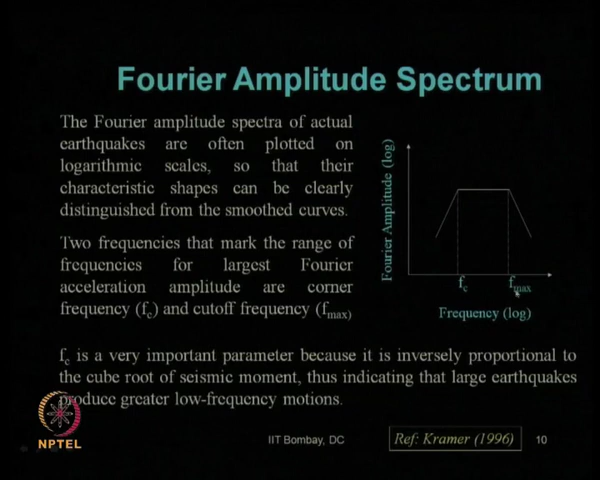 Fourier Amplitude Spectrum
The Fourier amplitude spectra of actual
earthquakes are often plotted on
logarithmic scales, so that their
characteristic shapes can be clearly
distinguished from the smoothed curves.
Two frequencies that mark the range of
frequencies for largest Fourier
acceleration amplitude are corner
frequency (fc) and cutoff frequency (fmax)
Fourier Amplitude (log)
fc
fmax
Frequency (log)
fc is a very important parameter because it is inversely proportional to
the cube root of seismic moment, thus indicating that large earthquakes
produce greater low-frequency motions.
NPTEL
IIT Bombay, DC
Ref: Kramer (1996)
10